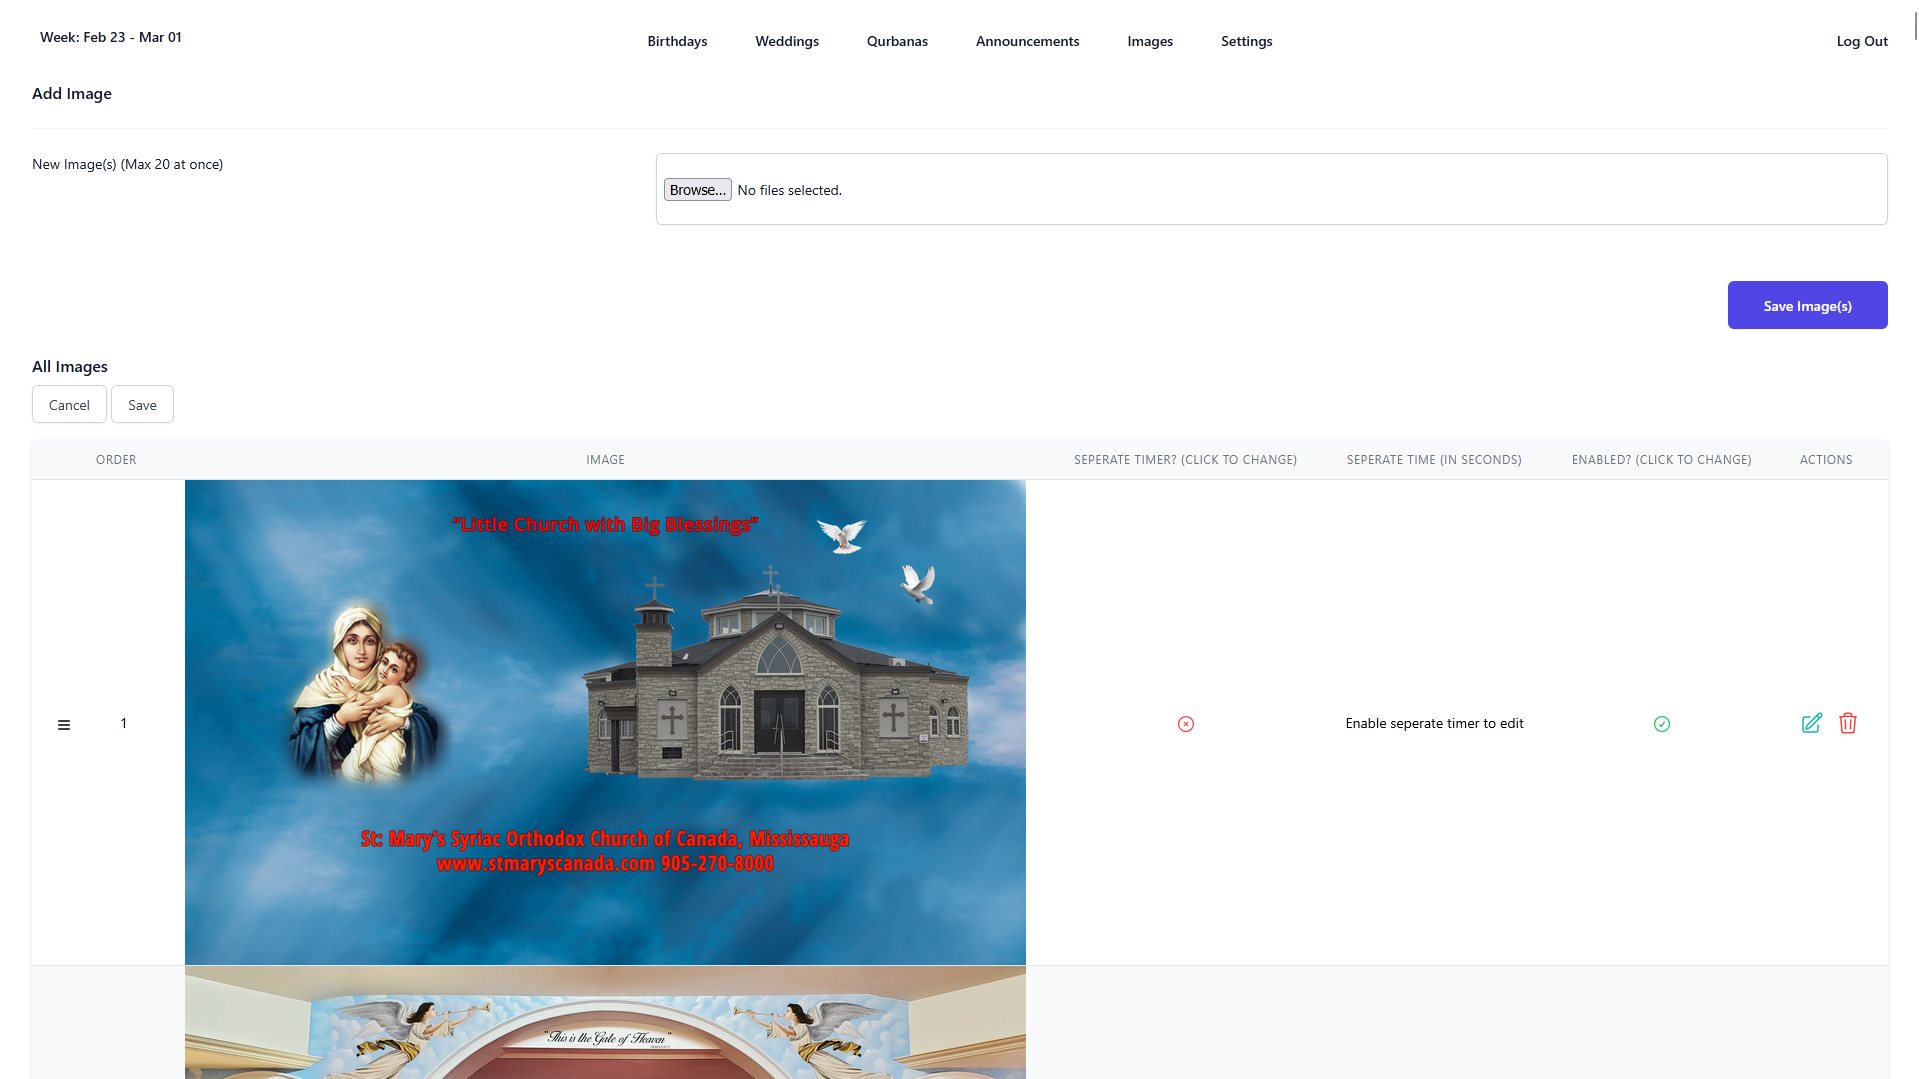 Week: Feb 23 - Mar 01
Birthdays
Weddings
Qurbanas
Announcements
Images
Settings
Log Out
Add Image
New Image(s) (Max 20 at once)
Browse... No files selected.
Save Image(s)
All Images
Cancel
Save
ORDER
IMAGE
SEPERATE TIMER? (CLICK TO CHANGE)
SEPERATE TIME (IN SECONDS)
ENABLED? (CLICK TO CHANGE)
ACTIONS
1
"Little Church with Big Blessings"
St: Mary's Syriac Orthodox Church of Canada, Mississauga
www.stmaryscanada.com 905-270-8000
Enable seperate timer to edit
"This is the Gate of Heaven"